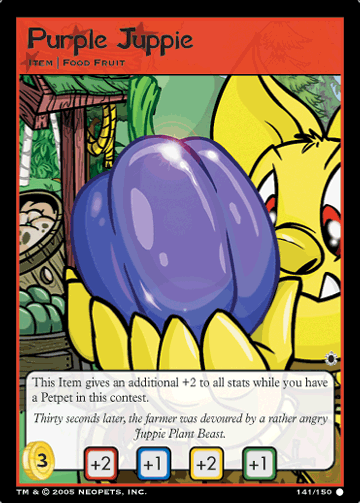 Purple Juppie
Item | Food Fruit
This Item gives an additional +2 to all stats while you have
a Petpet in this contest.
Thirty seconds later, the farmer was devoured by a rather angry
Juppie Plant Beast.
3 +2 +1 +2 +1
TM & © 2005 NEOPETS, INC. 141/150